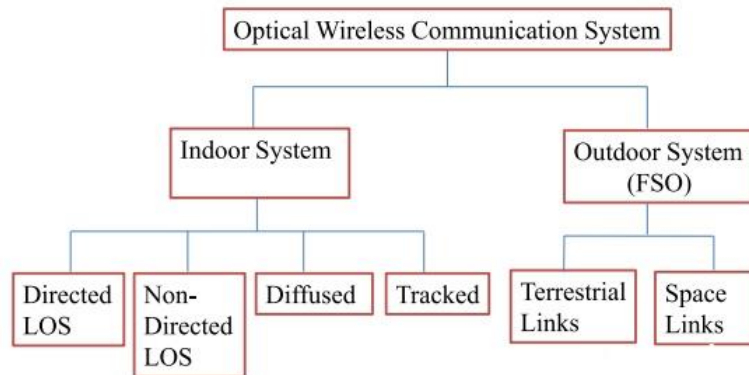 Optical Wireless Communication System
Indoor System
Outdoor System
(FSO)
Directed
LOS
Non-
Directed
LOS
Diffused
Tracked
Terrestrial
Links
Space
Links